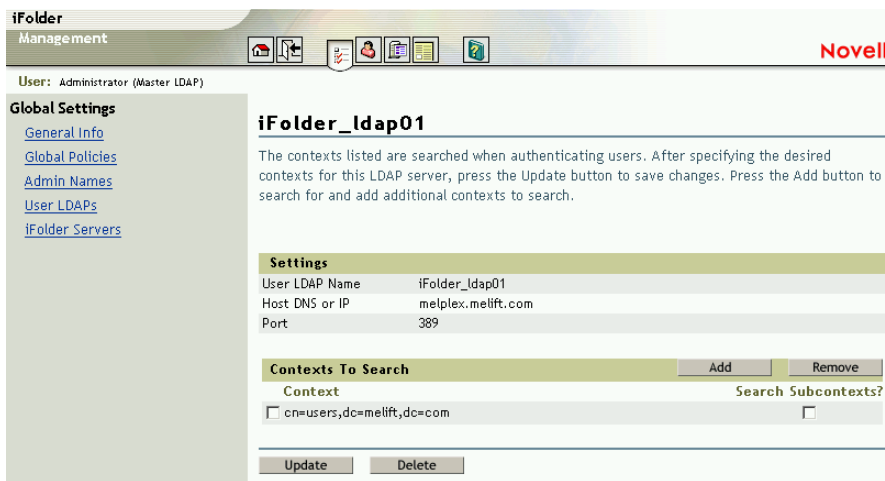 iFolder
Management
Novell
User: Administrator (Master LDAP)
Global Settings
General Info
Global Policies
Admin Names
User LDAPs
iFolder Servers
iFolder_ldap01
The contexts listed are searched when authenticating users. After specifying the desired
contexts for this LDAP server, press the Update button to save changes. Press the Add button to
search for and add additional contexts to search.
Settings
User LDAP Name iFolder_ldap01
Host DNS or IP melplex.melift.com
Port 389
Contexts To Search Add Remove
Context Search Subcontexts?
cn=users,dc=melift,dc=com
Update Delete